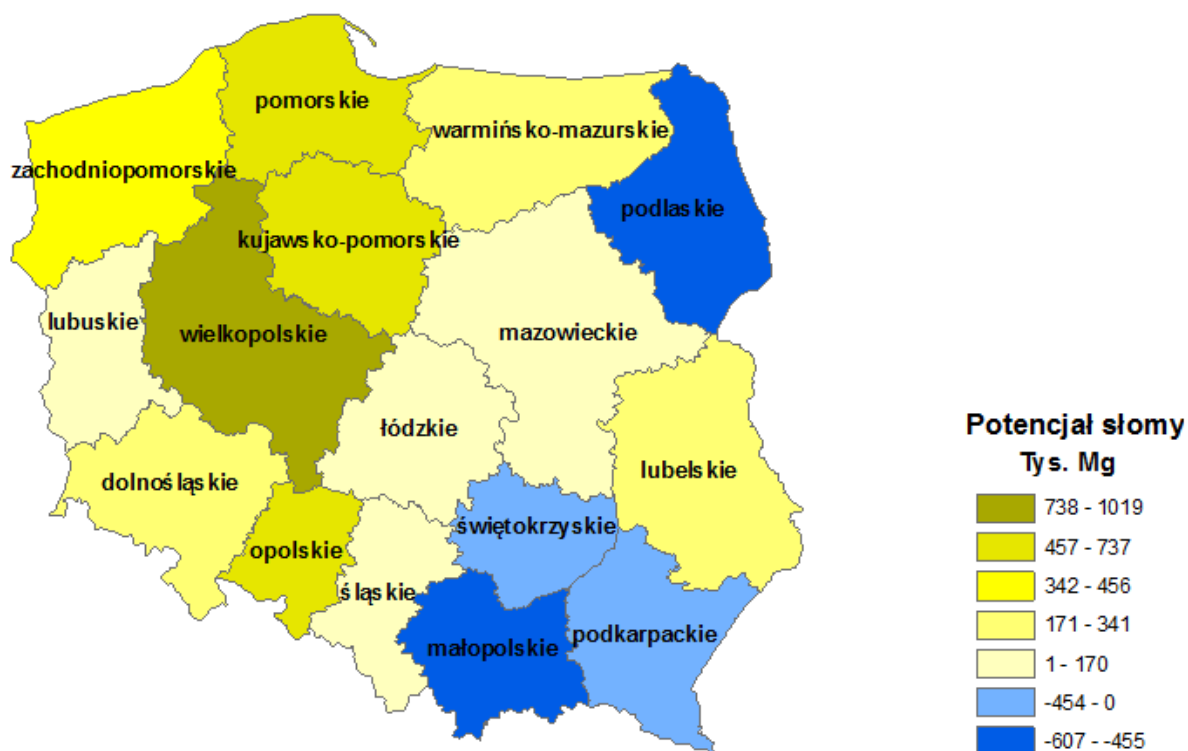 pomorskie
warmińsko-mazurskie
zachodniopomorskie
podlaskie
kujawsko-pomorskie
lubuskie
wielkopolskie
mazowieckie
łódzkie
lubelskie
dolnośląskie
świętokrzyskie
opolskie
śląskie
podkarpackie
małopolskie
Potencjał słomy
Tys. Mg
738 - 1019
457 - 737
342 - 456
171 - 341
1 - 170
-454 - 0
-607 - -455